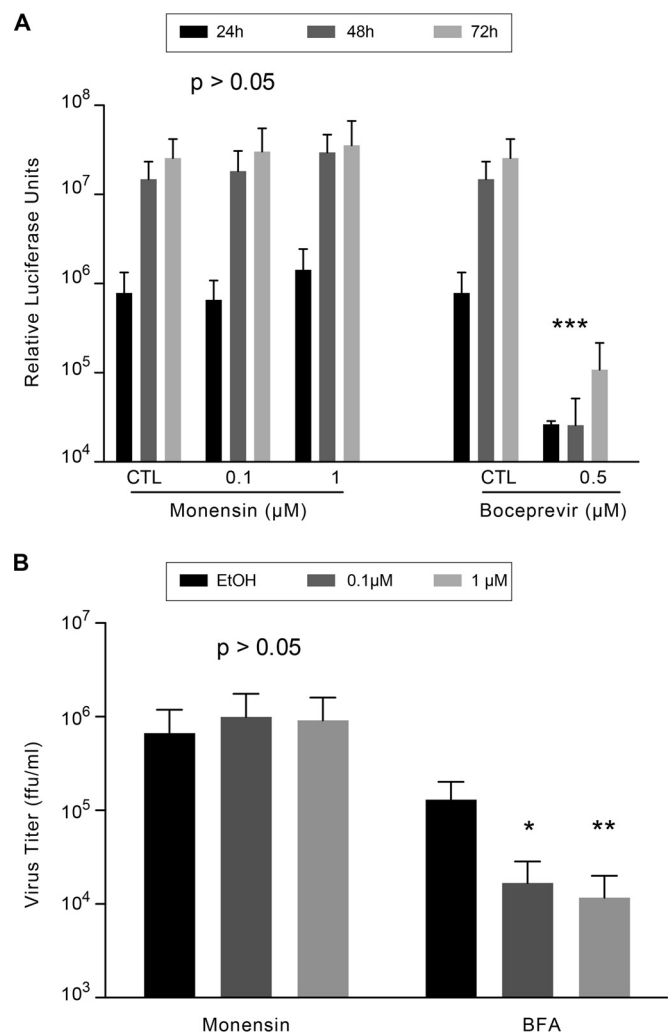 A
24h 48h 72h
p > 0.05
10⁸
10⁷
10⁶
10⁵
10⁴
Relative Luciferase Units
***
CTL 0.1 1 CTL 0.5
Monensin (µM) Boceprevir (µM)
B
EtOH 0.1µM 1 µM
p > 0.05
10⁷
10⁶
10⁵
10⁴
10³
Virus Titer (ffu/ml)
* **
Monensin BFA